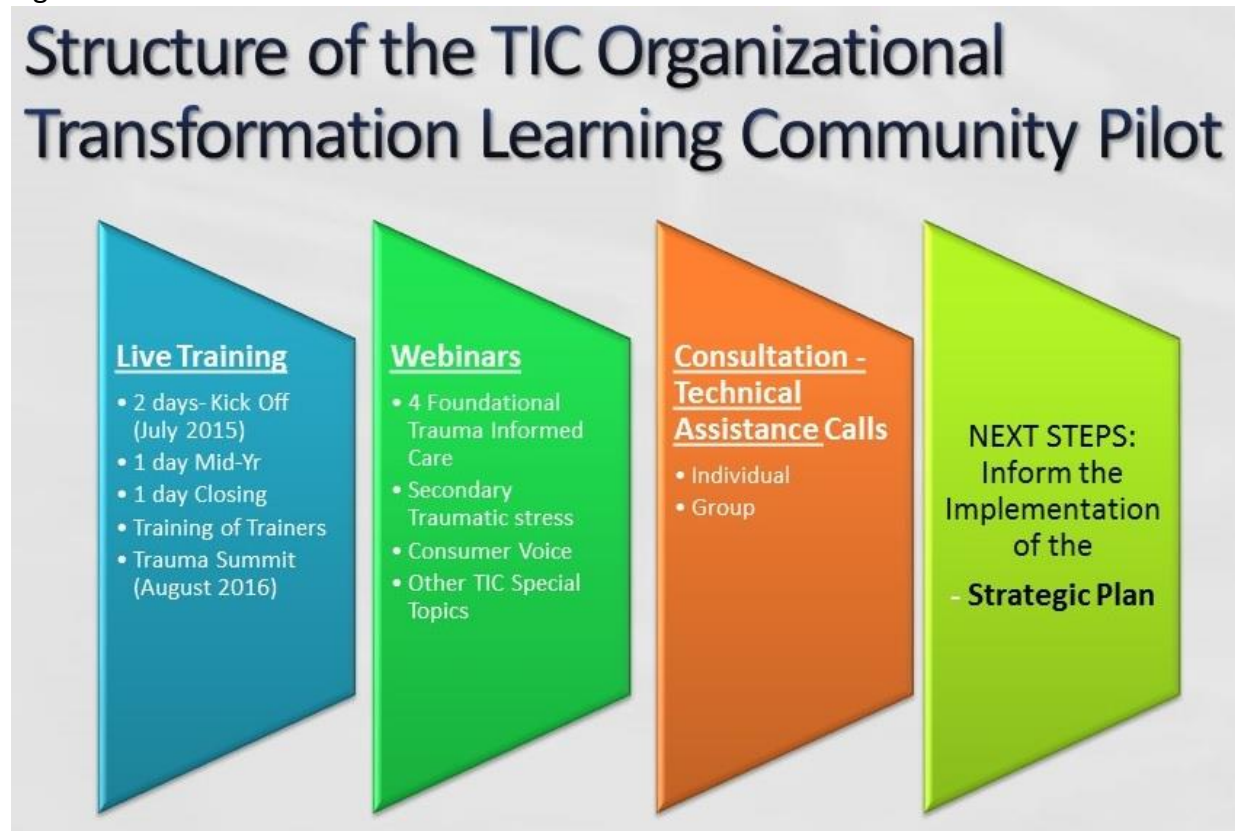 Structure of the TIC Organizational
Transformation Learning Community Pilot
Live Training
• 2 days- Kick Off
(July 2015)
• 1 day Mid-Yr
• 1 day Closing
• Training of Trainers
• Trauma Summit
(August 2016)
Webinars
• 4 Foundational
Trauma Informed
Care
• Secondary
Traumatic stress
• Consumer Voice
• Other TIC Special
Topics
Consultation -
Technical
Assistance Calls
• Individual
• Group
NEXT STEPS:
Inform the
Implementation
of the
- Strategic Plan